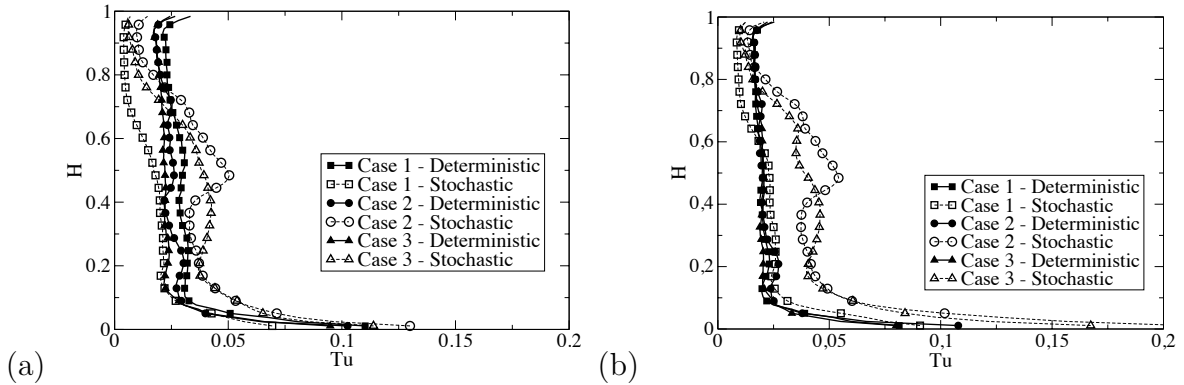 (a)
H
1
0.8
0.6
0.4
0.2
0
0 0.05 0.1 0.15 0.2
Tu
Case 1 - Deterministic
Case 1 - Stochastic
Case 2 - Deterministic
Case 2 - Stochastic
Case 3 - Deterministic
Case 3 - Stochastic
(b)
H
1
0,8
0,6
0,4
0,2
0
0 0,05 0,1 0,15 0,2
Tu
Case 1 - Deterministic
Case 1 - Stochastic
Case 2 - Deterministic
Case 2 - Stochastic
Case 3 - Deterministic
Case 3 - Stochastic